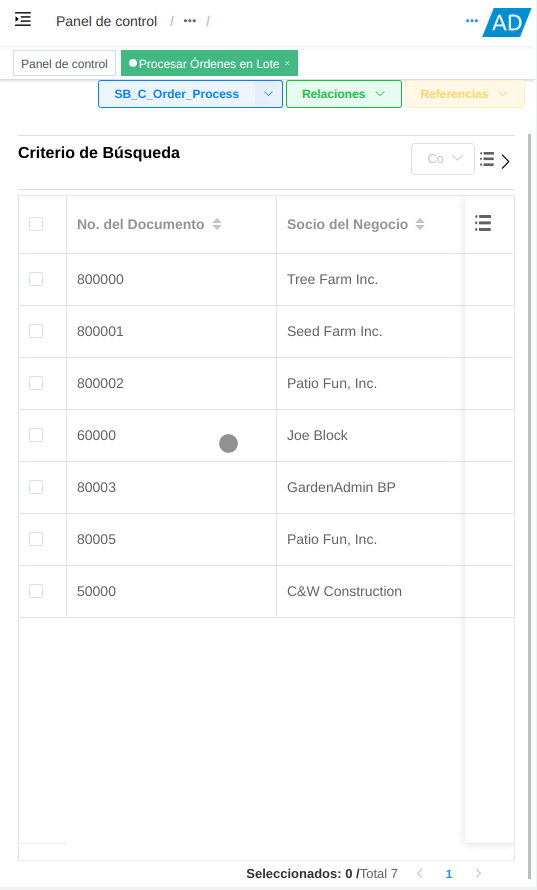 Panel de control / ••• / ••• AD
Panel de control Procesar Órdenes en Lote ×
SB_C_Order_Process Relaciones Referencias
Criterio de Búsqueda Co
No. del Documento Socio del Negocio
800000 Tree Farm Inc.
800001 Seed Farm Inc.
800002 Patio Fun, Inc.
60000 Joe Block
80003 GardenAdmin BP
80005 Patio Fun, Inc.
50000 C&W Construction
Seleccionados: 0 /Total 7 1